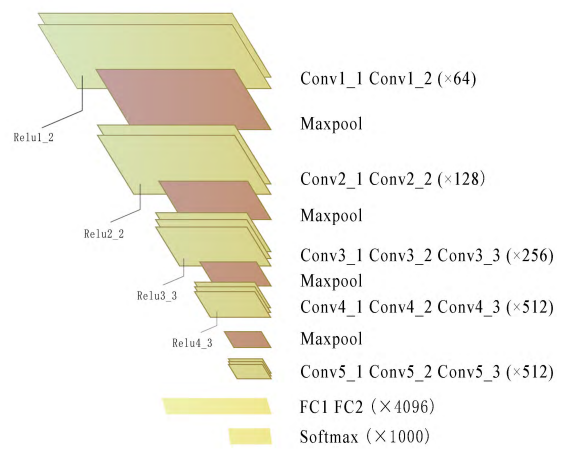 Conv1_1 Conv1_2 (×64)
Relu1_2
Maxpool
Conv2_1 Conv2_2 (×128)
Relu2_2
Maxpool
Conv3_1 Conv3_2 Conv3_3 (×256)
Relu3_3
Maxpool
Conv4_1 Conv4_2 Conv4_3 (×512)
Relu4_3
Maxpool
Conv5_1 Conv5_2 Conv5_3 (×512)
FC1 FC2 (×4096)
Softmax (×1000)